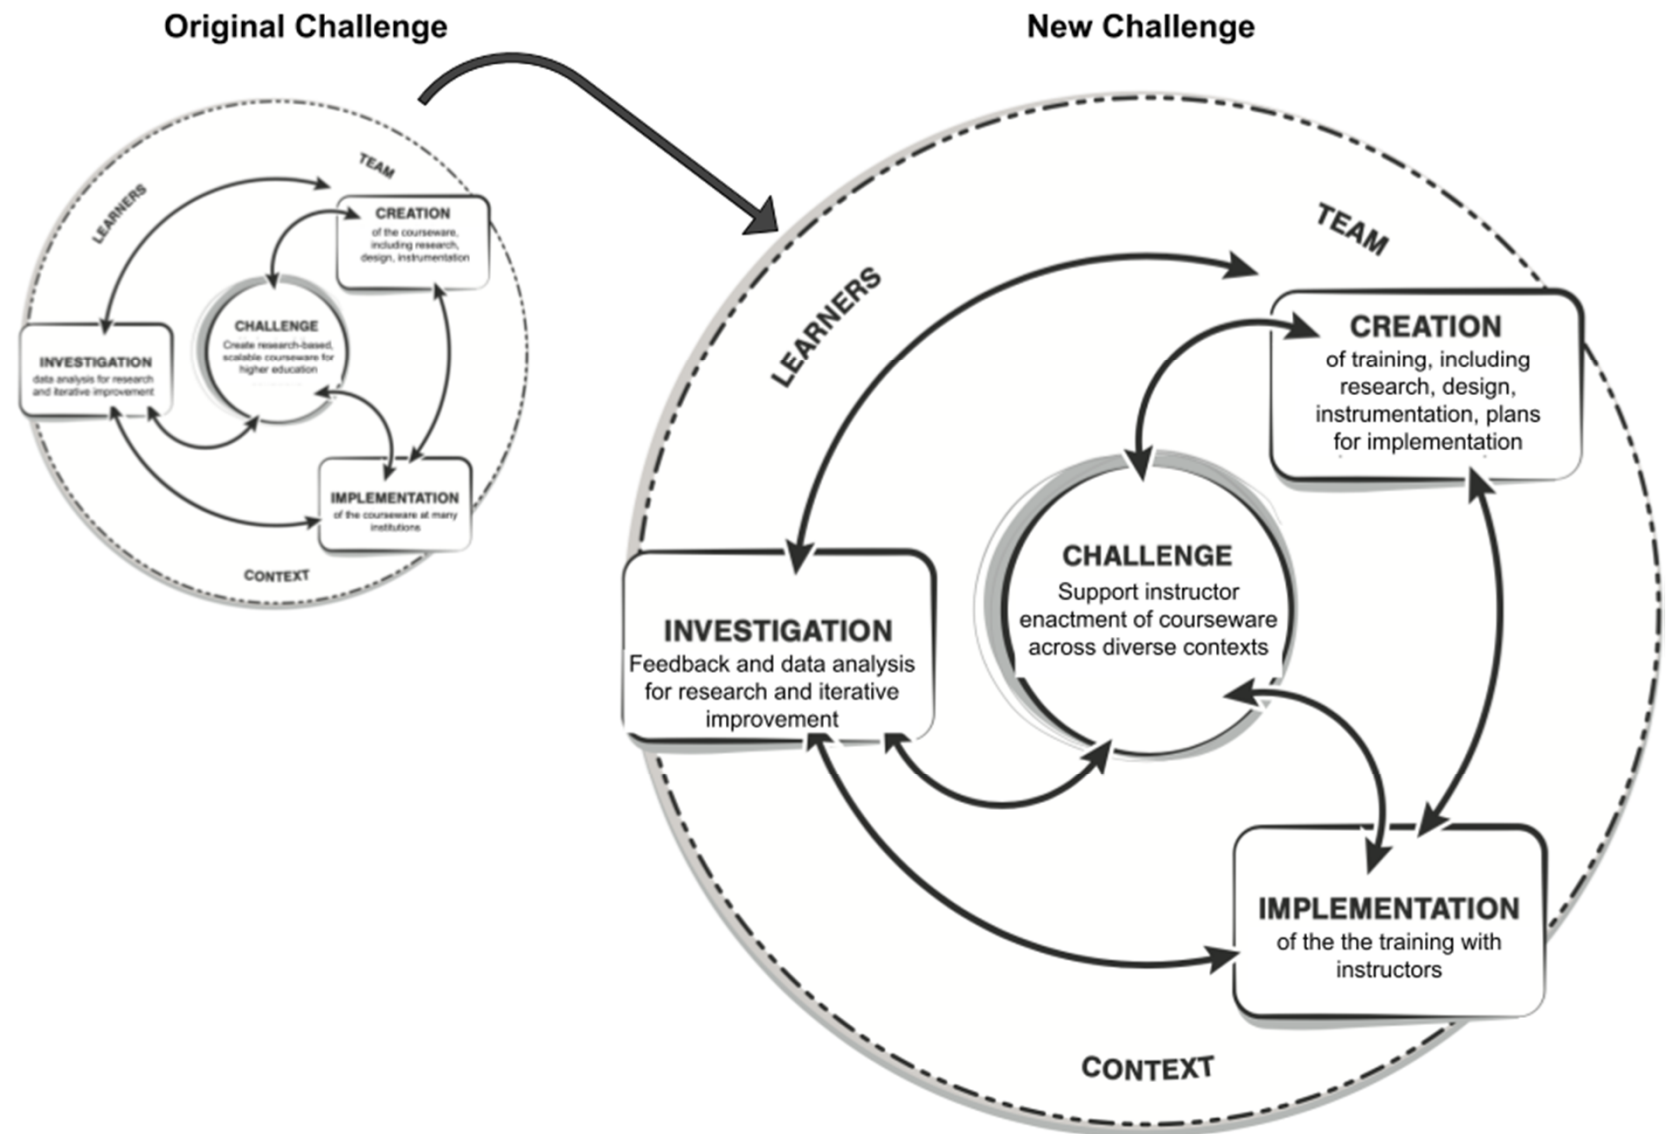 Original Challenge
LEARNERS
TEAM
CREATION
of the courseware,
including research,
design, instrumentation
CHALLENGE
Create research-based,
scalable courseware for
higher education
INVESTIGATION
data analysis for research
and iterative improvement
IMPLEMENTATION
of the courseware at many
institutions
CONTEXT
New Challenge
LEARNERS
TEAM
CREATION
of training, including
research, design,
instrumentation, plans
for implementation
CHALLENGE
Support instructor
enactment of courseware
across diverse contexts
INVESTIGATION
Feedback and data analysis
for research and iterative
improvement
IMPLEMENTATION
of the the training with
instructors
CONTEXT